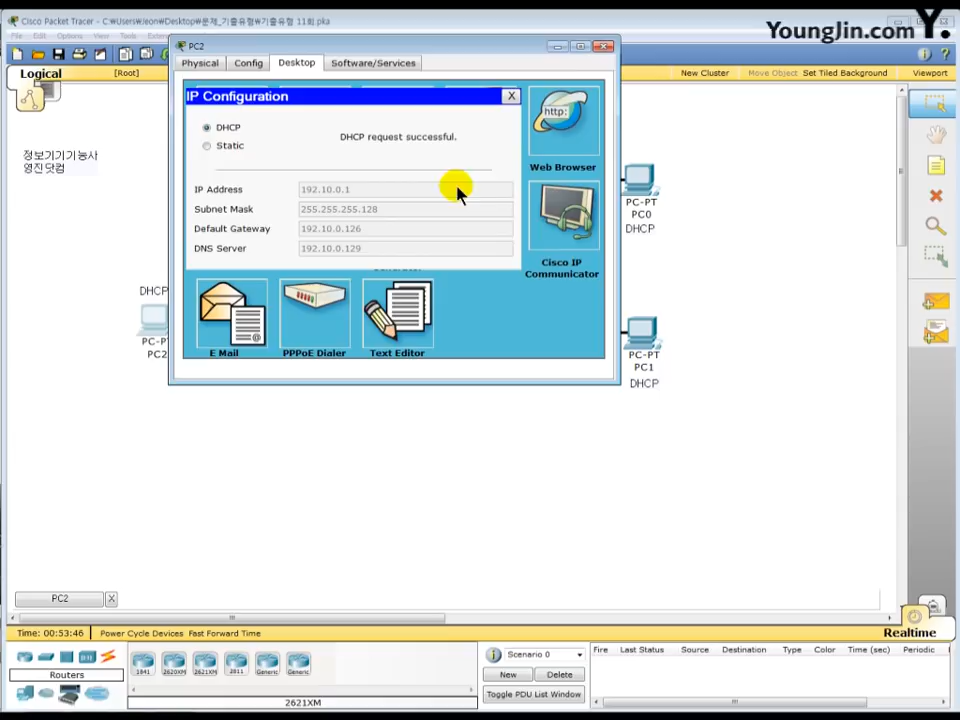 Cisco Packet Tracer - C:₩Users₩Jeon₩Desktop₩문제_기출유형₩기출유형 11회.pka
YoungJin.com Y.
File Edit Options View Tools
PC2
Logical
[Root]
New Cluster
Move Object
Set Tiled Background
Viewport
Physical
Config
Desktop
Software/Services
IP Configuration
X
DHCP
Static
DHCP request successful.
IP Address
192.10.0.1
Subnet Mask
255.255.255.128
Default Gateway
192.10.0.126
DNS Server
192.10.0.129
http:
Web Browser
Cisco IP
Communicator
E Mail
PPPoE Dialer
Text Editor
정보기기기능사
영진닷컴
DHCP
PC-PT
PC2
PC-PT
PC0
DHCP
PC-PT
PC1
DHCP
PC2
X
Time: 00:53:46
Power Cycle Devices
Fast Forward Time
Realtime
Routers
1841
2620XM
2621XM
2811
Generic
Generic
2621XM
Scenario 0
New
Delete
Toggle PDU List Window
Fire
Last Status
Source
Destination
Type
Color
Time (sec)
Periodic